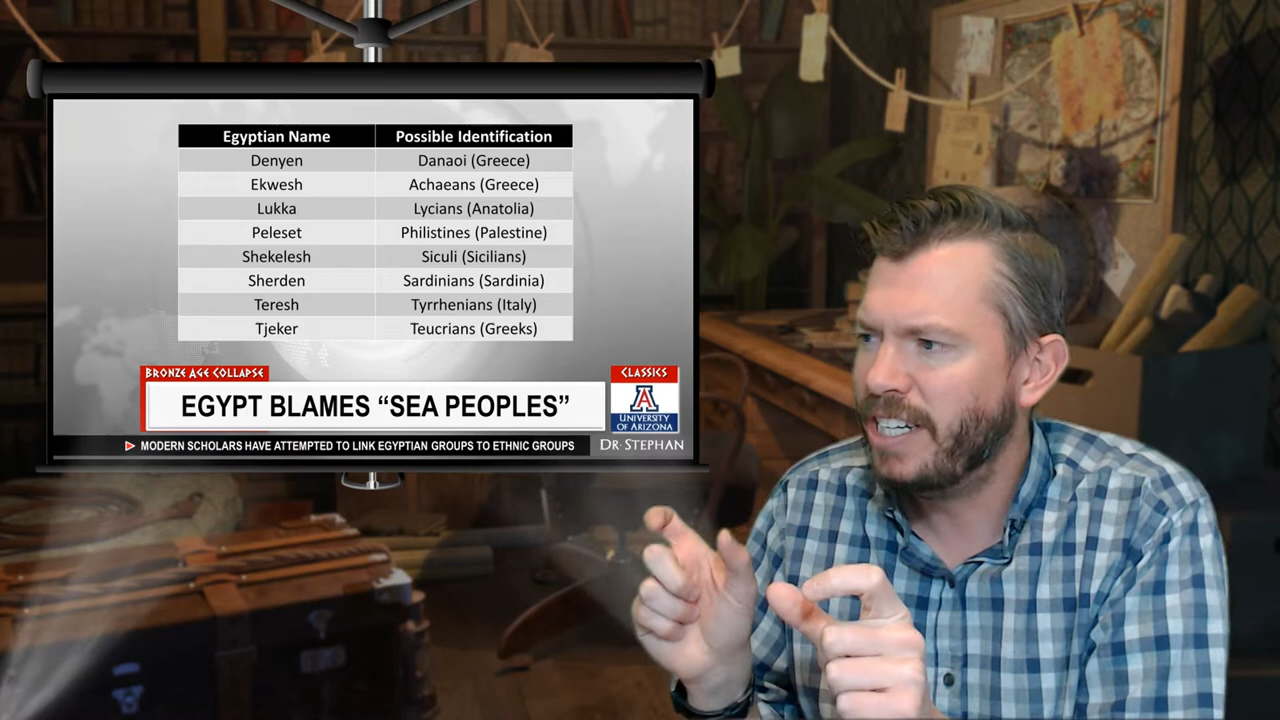 Egyptian Name Possible Identification
Denyen Danaoi (Greece)
Ekwesh Achaeans (Greece)
Lukka Lycians (Anatolia)
Peleset Philistines (Palestine)
Shekelesh Siculi (Sicilians)
Sherden Sardinians (Sardinia)
Teresh Tyrrhenians (Italy)
Tjeker Teucrians (Greeks)
BRONZE AGE COLLAPSE
EGYPT BLAMES “SEA PEOPLES”
CLASSICS
A
UNIVERSITY
OF ARIZONA
MODERN SCHOLARS HAVE ATTEMPTED TO LINK EGYPTIAN GROUPS TO ETHNIC GROUPS
DR STEPHAN